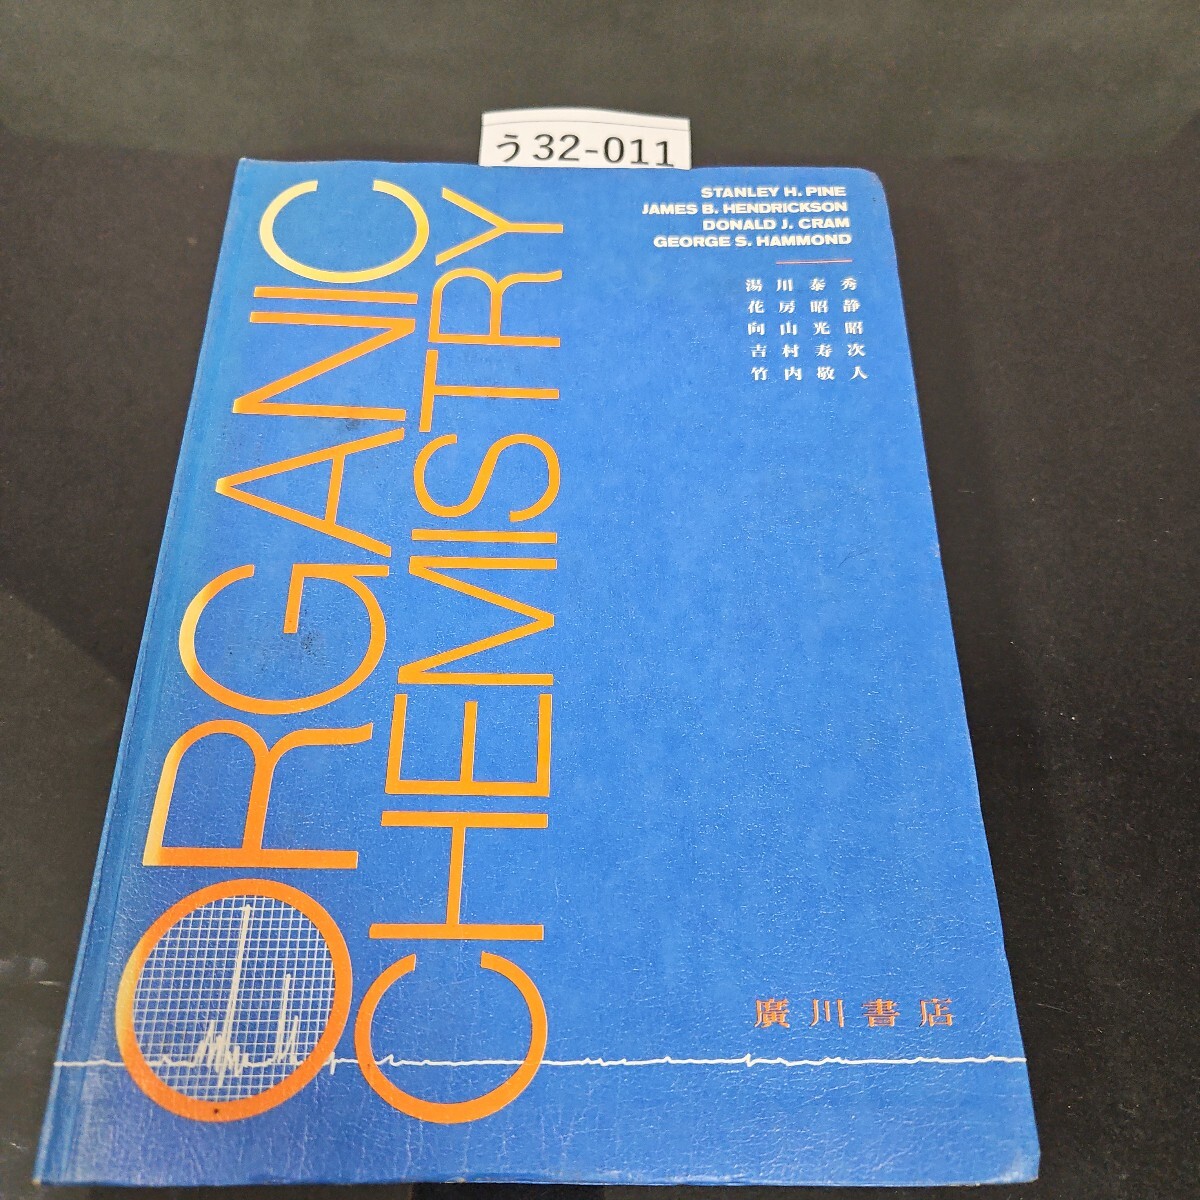 う32-011
STANLEY H. PINE
JAMES B. HENDRICKSON
DONALD J. CRAM
GEORGE S. HAMMOND
湯川泰秀
花房昭静
向山光昭
吉村寿次
竹内敬人
ORGANIC
CHEMISTRY
廣川書店